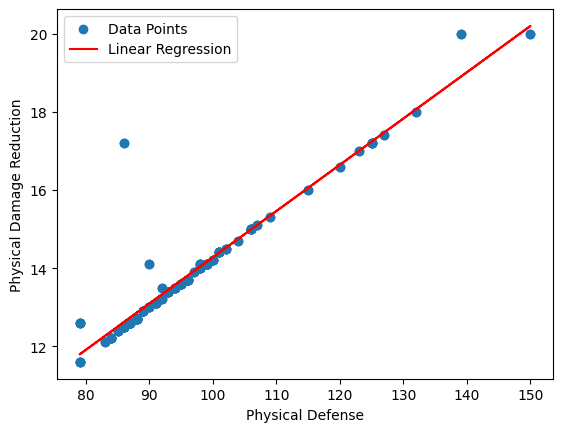 Data Points
Linear Regression
20
18
16
14
12
Physical Damage Reduction
80 90 100 110 120 130 140 150
Physical Defense